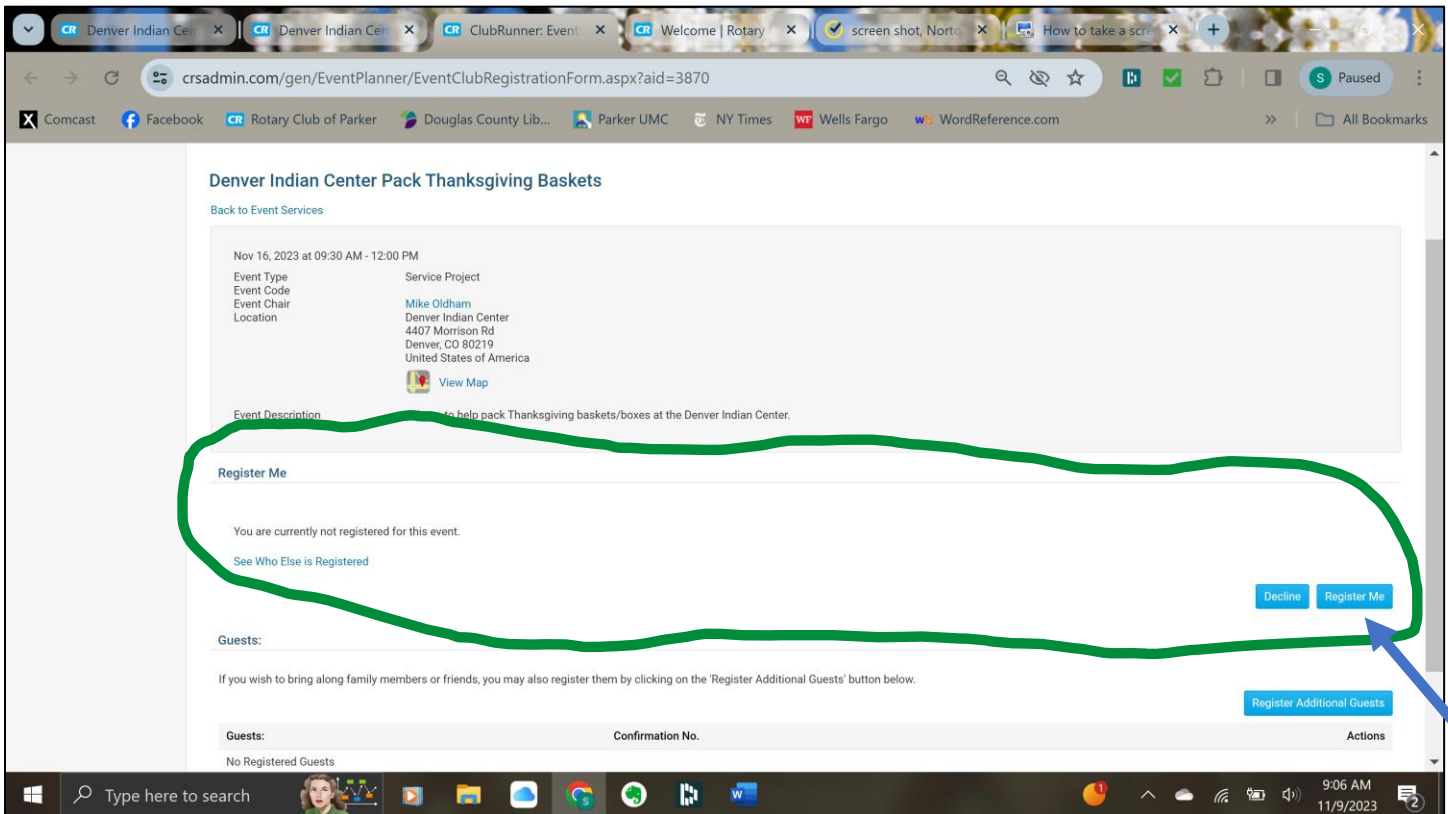 Denver Indian Cen
Denver Indian Cen
ClubRunner: Event
Welcome | Rotary
screen shot, Norto
How to take a scre
crsadmin.com/gen/EventPlanner/EventClubRegistrationForm.aspx?aid=3870
S Paused
Comcast Facebook CR Rotary Club of Parker Douglas County Lib... Parker UMC NY Times WF Wells Fargo WordReference.com » All Bookmarks
Denver Indian Center Pack Thanksgiving Baskets
Back to Event Services
Nov 16, 2023 at 09:30 AM - 12:00 PM
Event Type Service Project
Event Code
Event Chair Mike Oldham
Location Denver Indian Center
4407 Morrison Rd
Denver, CO 80219
United States of America
View Map
Event Description to help pack Thanksgiving baskets/boxes at the Denver Indian Center.
Register Me
You are currently not registered for this event.
See Who Else is Registered
Decline Register Me
Guests:
If you wish to bring along family members or friends, you may also register them by clicking on the 'Register Additional Guests' button below.
Register Additional Guests
Guests: Confirmation No. Actions
No Registered Guests
Type here to search
9:06 AM
11/9/2023